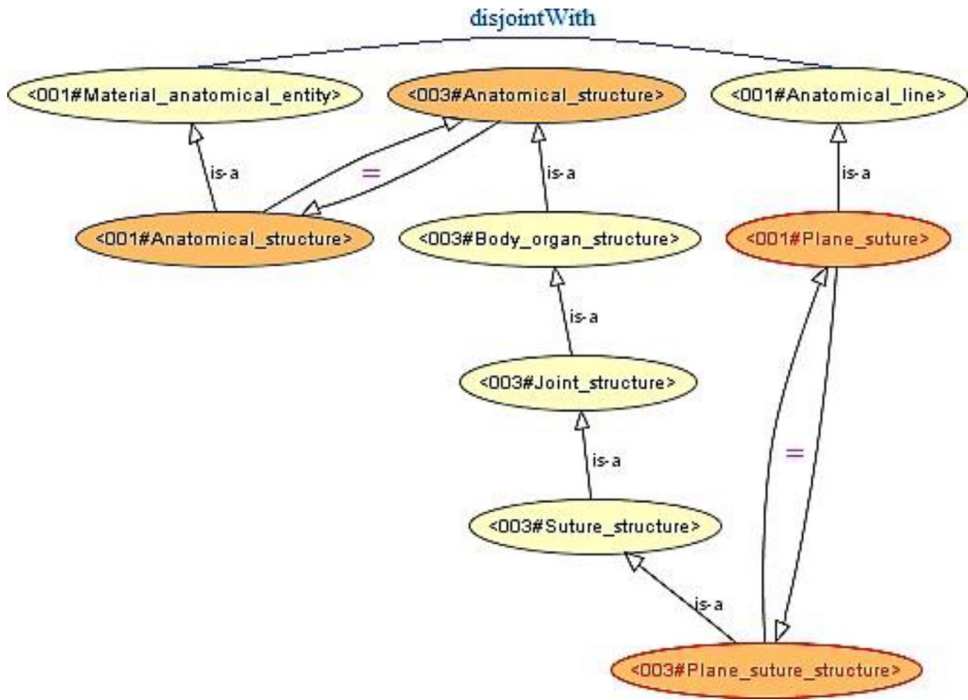 disjointWith
<001#Material_anatomical_entity>
<003#Anatomical_structure>
<001#Anatomical_line>
is-a
=
is-a
is-a
<001#Anatomical_structure>
<003#Body_organ_structure>
<001#Plane_suture>
is-a
<003#Joint_structure>
is-a
=
<003#Suture_structure>
is-a
<003#Plane_suture_structure>